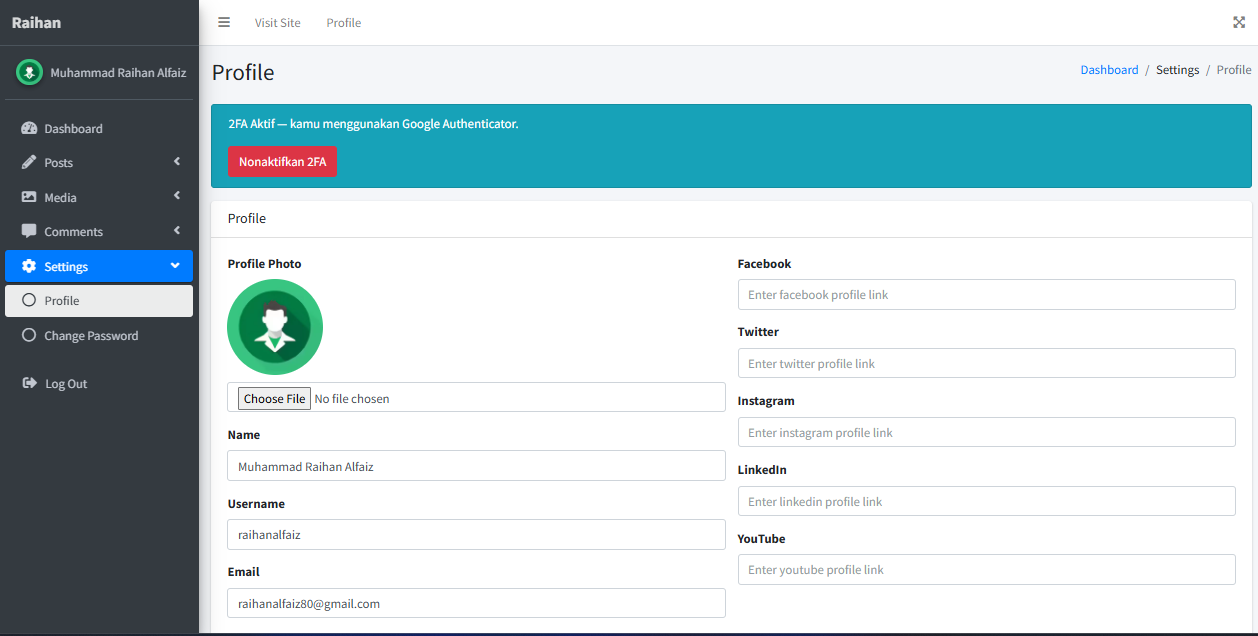 Raihan
Visit Site Profile
Muhammad Raihan Alfaiz
Dashboard
Posts
Media
Comments
Settings
Profile
Change Password
Log Out
Profile
Dashboard / Settings / Profile
2FA Aktif — kamu menggunakan Google Authenticator.
Nonaktifkan 2FA
Profile
Profile Photo
Choose File No file chosen
Name
Muhammad Raihan Alfaiz
Username
raihanalfaiz
Email
raihanalfaiz80@gmail.com
Facebook
Enter facebook profile link
Twitter
Enter twitter profile link
Instagram
Enter instagram profile link
LinkedIn
Enter linkedin profile link
YouTube
Enter youtube profile link